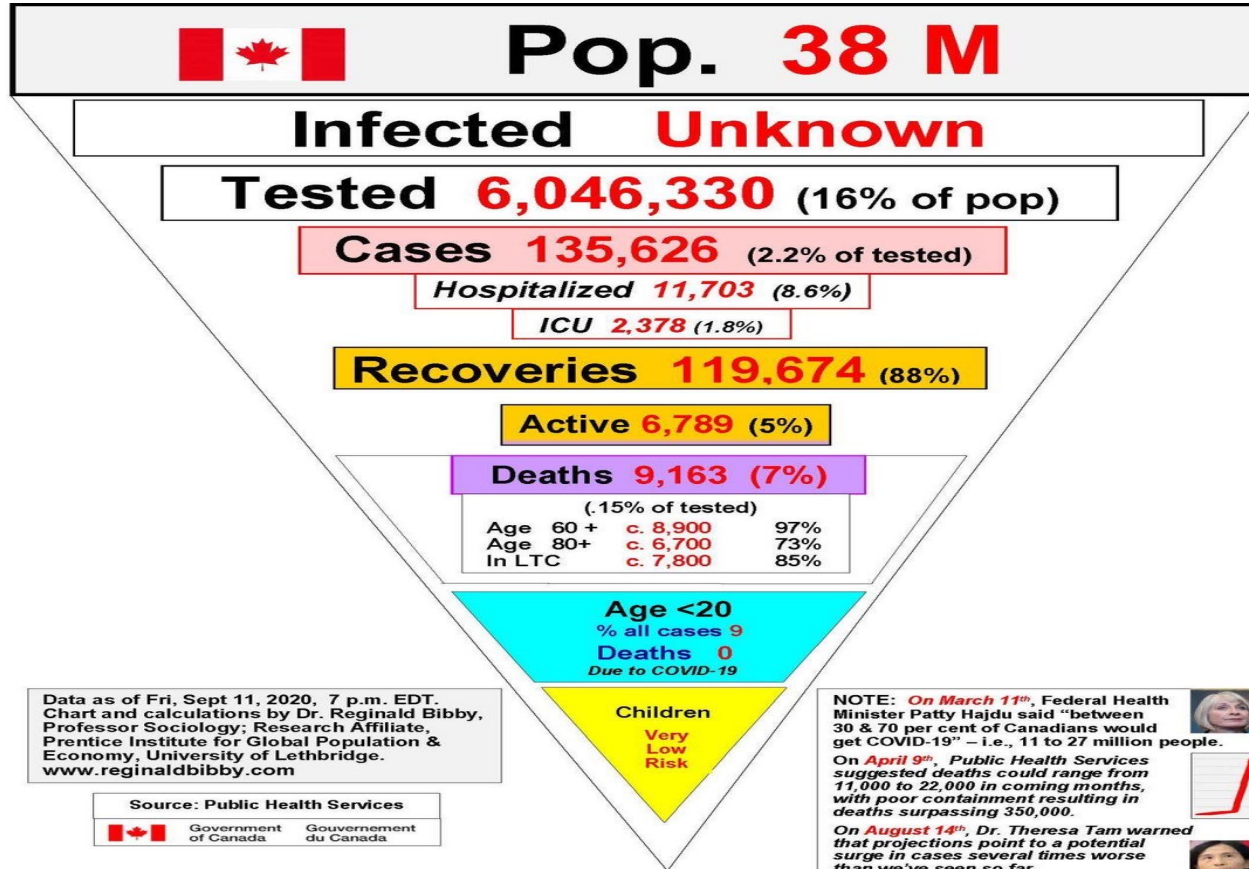 Pop. 38 M
Infected Unknown
Tested 6,046,330 (16% of pop)
Cases 135,626 (2.2% of tested)
Hospitalized 11,703 (8.6%)
ICU 2,378 (1.8%)
Recoveries 119,674 (88%)
Active 6,789 (5%)
Deaths 9,163 (7%)
(.15% of tested)
Age 60 + c. 8,900 97%
Age 80+ c. 6,700 73%
In LTC c. 7,800 85%
Age <20
% all cases 9
Deaths 0
Due to COVID-19
Children
Very
Low
Risk
Data as of Fri, Sept 11, 2020, 7 p.m. EDT.
Chart and calculations by Dr. Reginald Bibby,
Professor Sociology; Research Affiliate,
Prentice Institute for Global Population &
Economy, University of Lethbridge.
www.reginaldbibby.com
Source: Public Health Services
Government Gouvernement
of Canada du Canada
NOTE: On March 11th, Federal Health
Minister Patty Hajdu said “between
30 & 70 per cent of Canadians would
get COVID-19” – i.e., 11 to 27 million people.
On April 9th, Public Health Services
suggested deaths could range from
11,000 to 22,000 in coming months,
with poor containment resulting in
deaths surpassing 350,000.
On August 14th, Dr. Theresa Tam warned
that projections point to a potential
surge in cases several times worse
than we've seen so far